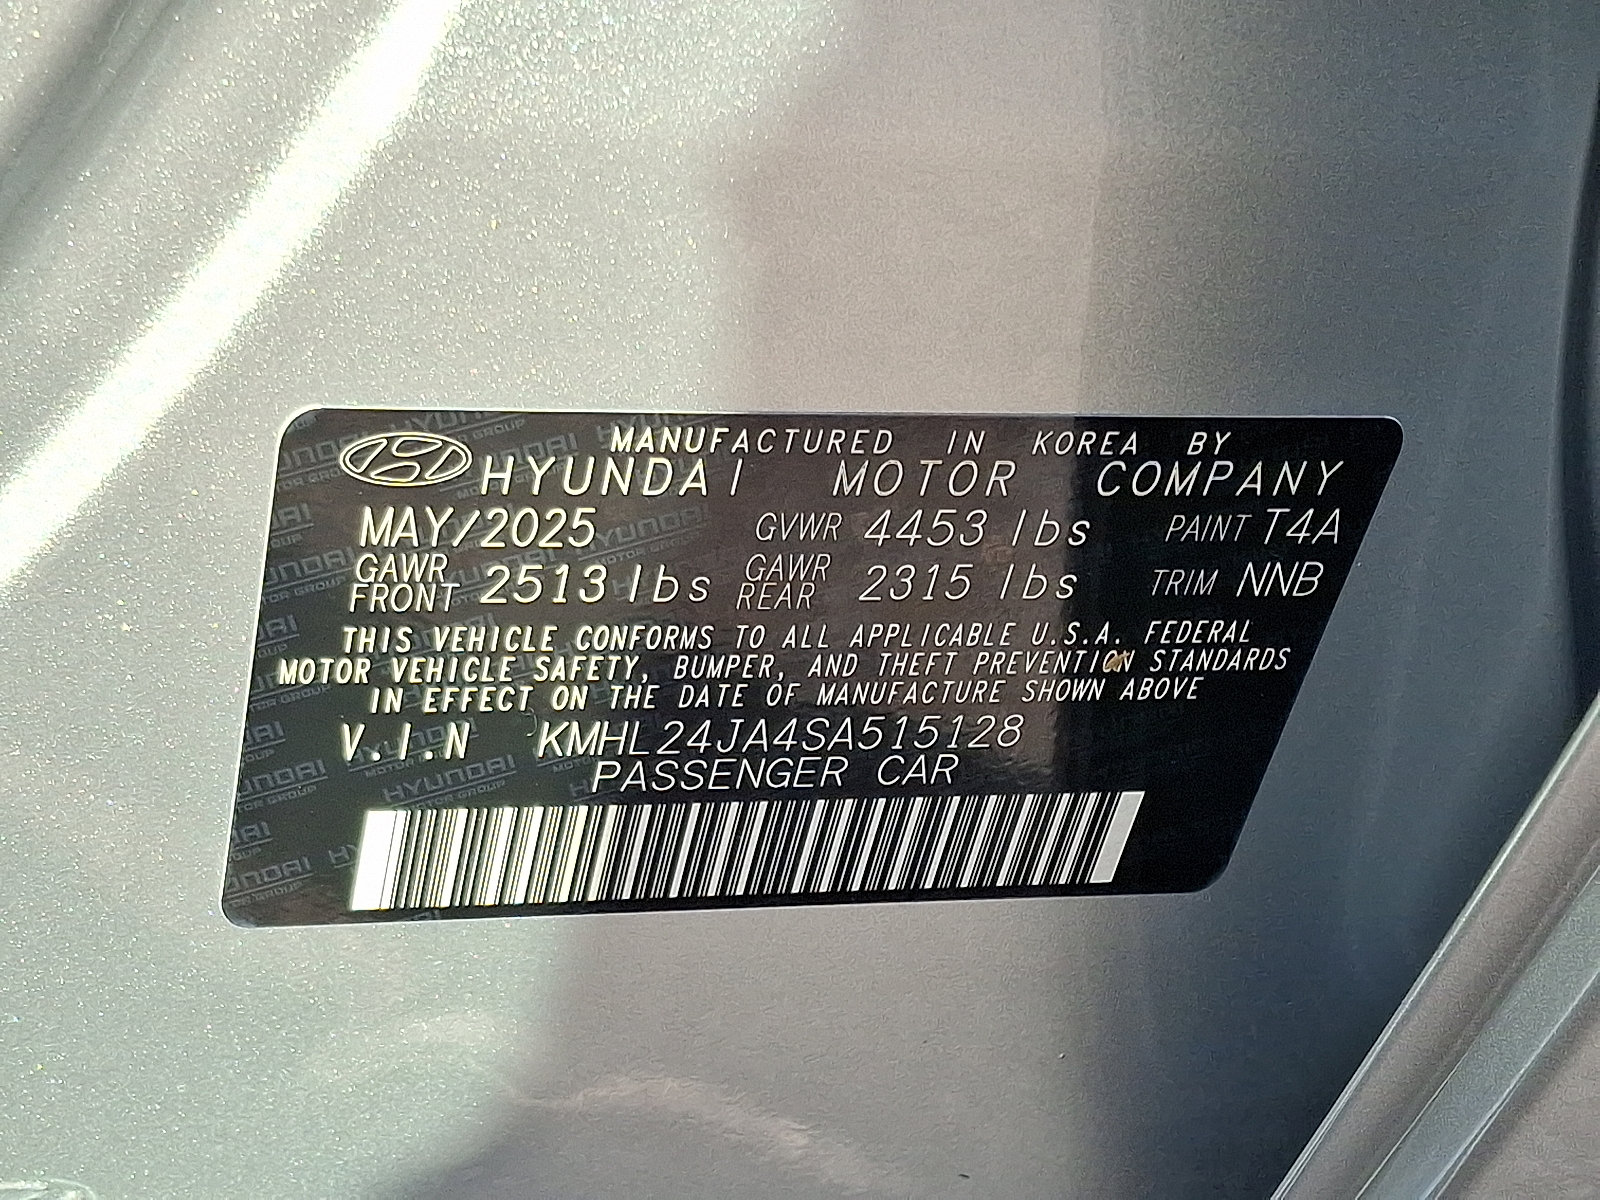 MANUFACTURED IN KOREA BY
HYUNDAI MOTOR COMPANY
MAY/2025 GVWR 4453 lbs PAINT T4A
GAWR FRONT 2513 lbs GAWR REAR 2315 lbs TRIM NNB
THIS VEHICLE CONFORMS TO ALL APPLICABLE U.S.A. FEDERAL
MOTOR VEHICLE SAFETY, BUMPER, AND THEFT PREVENTION STANDARDS
IN EFFECT ON THE DATE OF MANUFACTURE SHOWN ABOVE
V.I.N KMHL24JA4SA515128
PASSENGER CAR